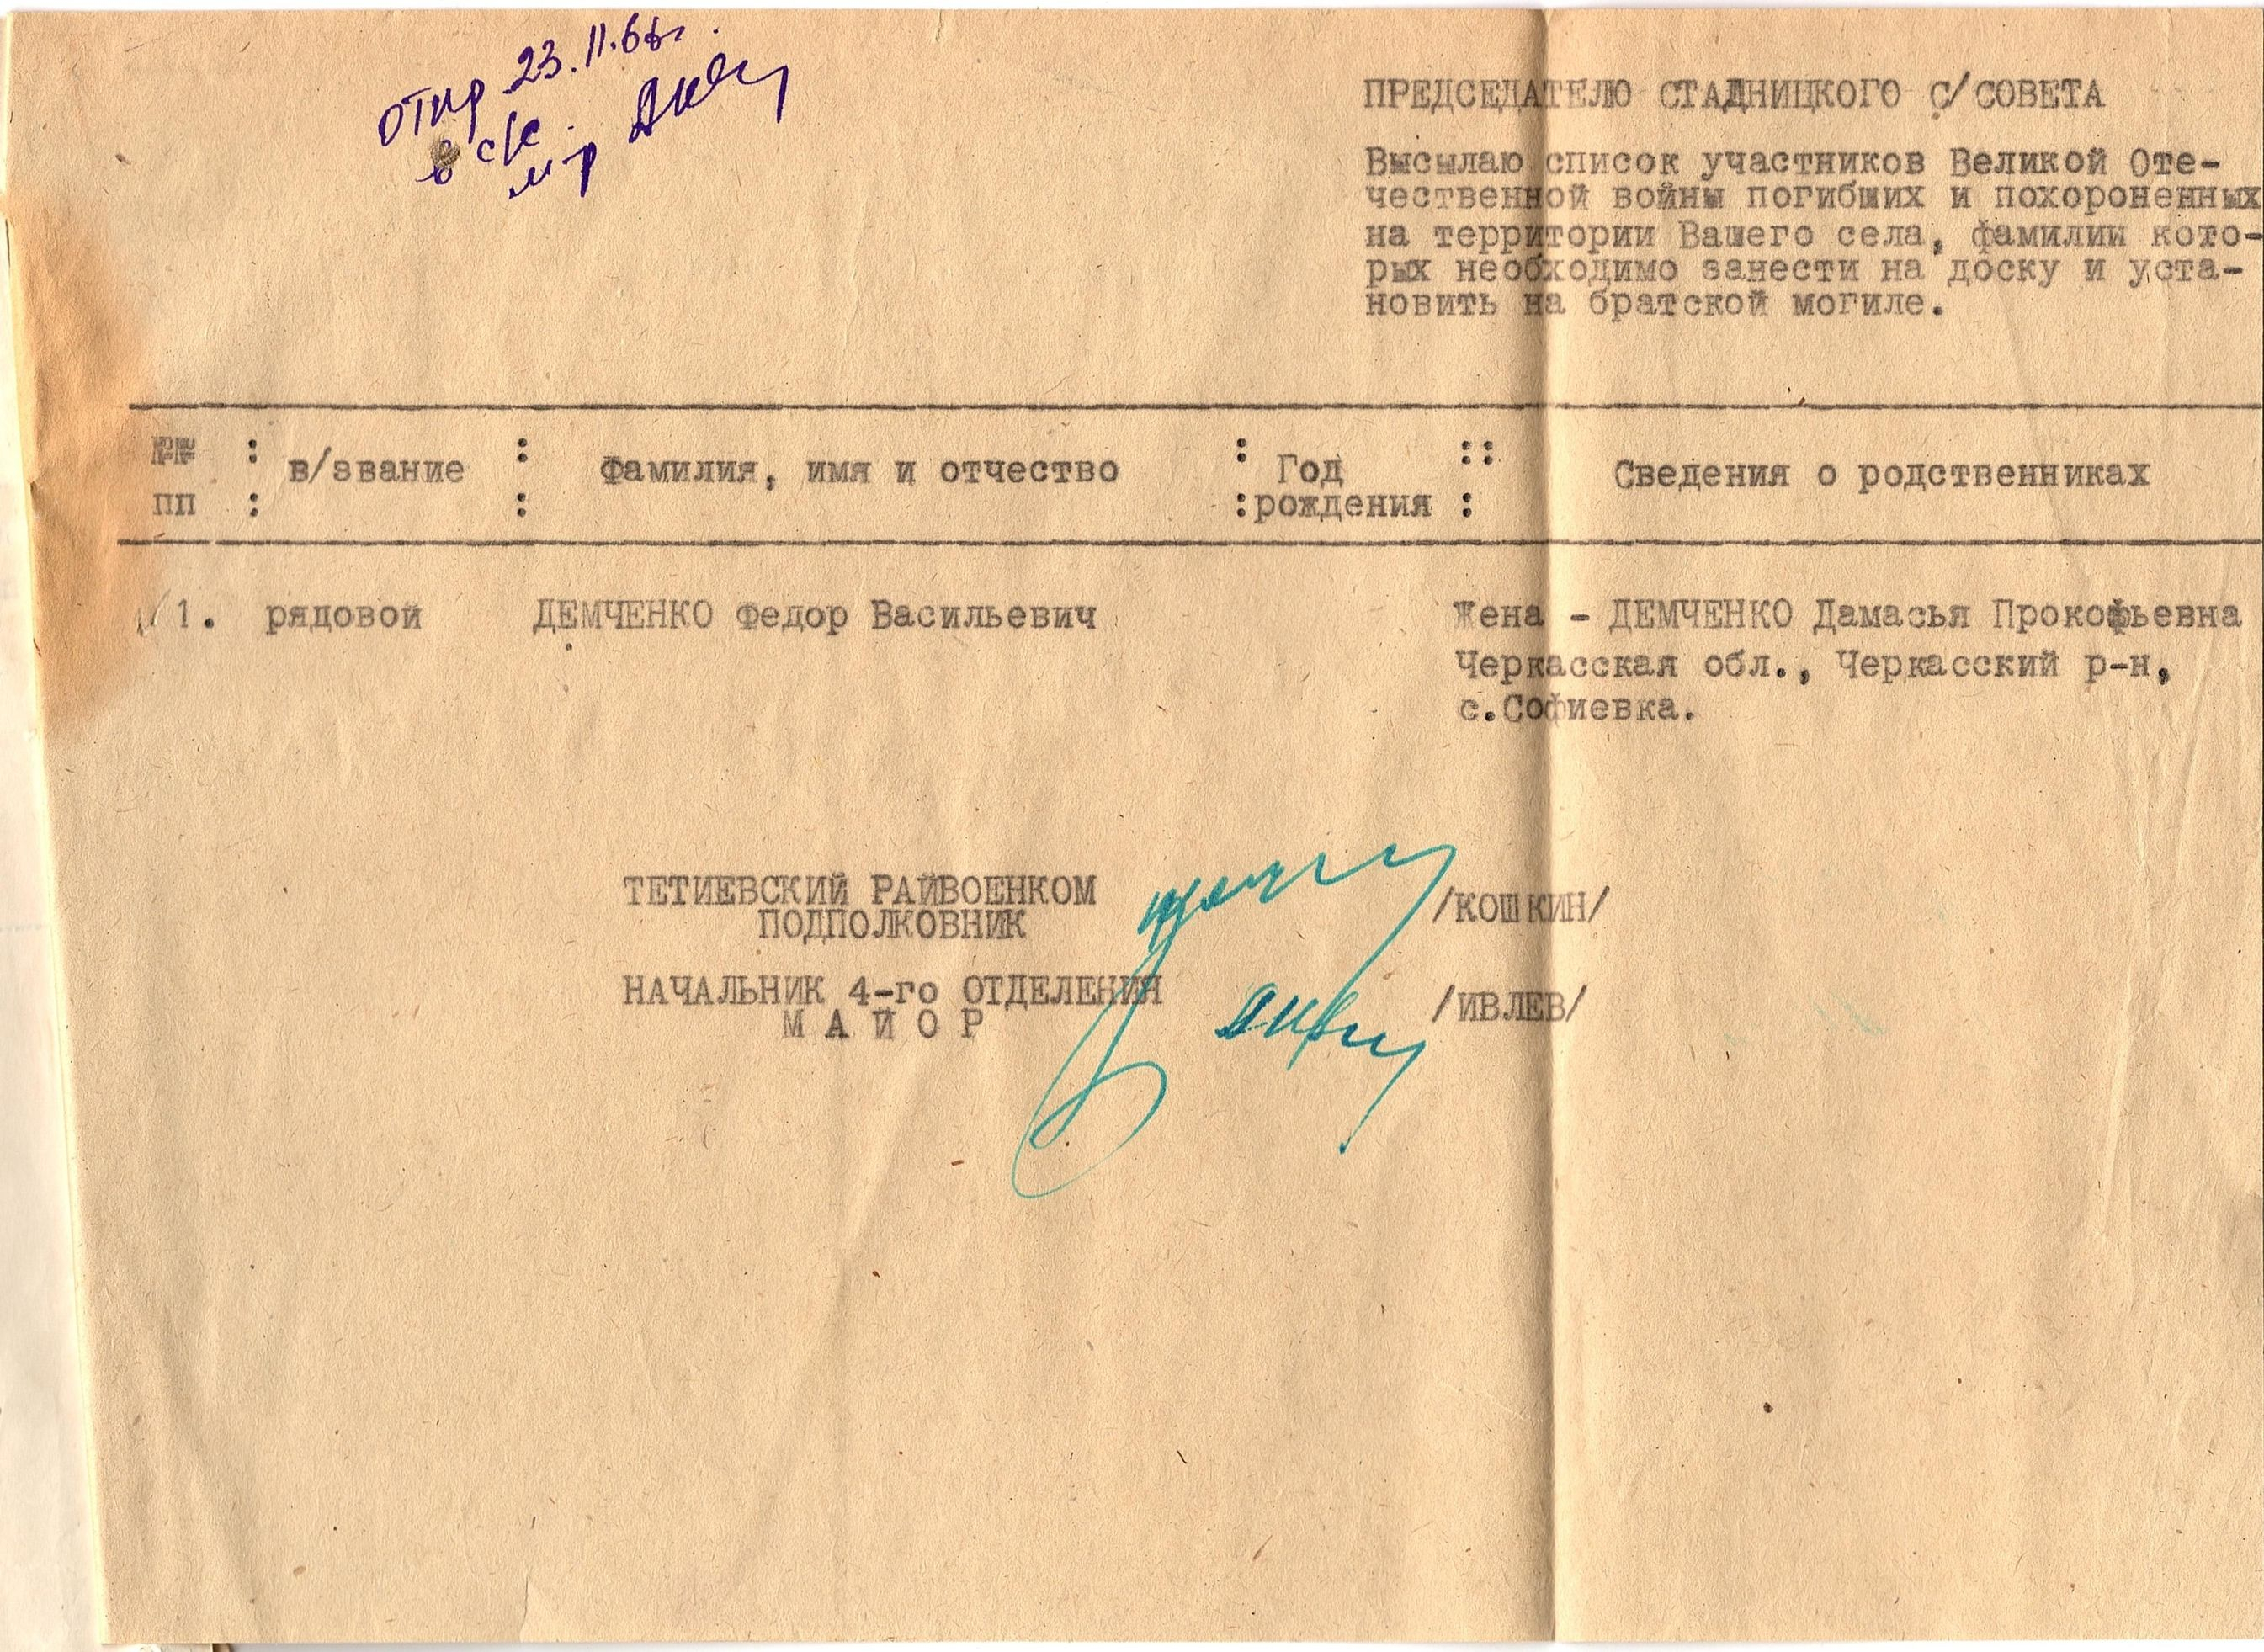 отпр 23.11.66г.
в с/с
м-р
ПРЕДСЕДАТЕЛЮ СТАДНИЦКОГО С/СОВЕТА
Высылаю список участников Великой Оте-
чественной войны погибших и похороненных
на территории Вашего села, фамилии кото-
рых необходимо занести на доску и уста-
новить на братской могиле.
№№ : в/звание : Фамилия, имя и отчество : Год :: Сведения о родственниках
пп : : :рождения :
1. рядовой ДЕМЧЕНКО Федор Васильевич Жена - ДЕМЧЕНКО Дамасья Прокофьевна
Черкасская обл., Черкасский р-н,
с.Софиевка.
ТЕТИЕВСКИЙ РАЙВОЕНКОМ
ПОДПОЛКОВНИК /КОШКИН/
НАЧАЛЬНИК 4-го ОТДЕЛЕНИЯ
М А Й О Р /ИВЛЕВ/